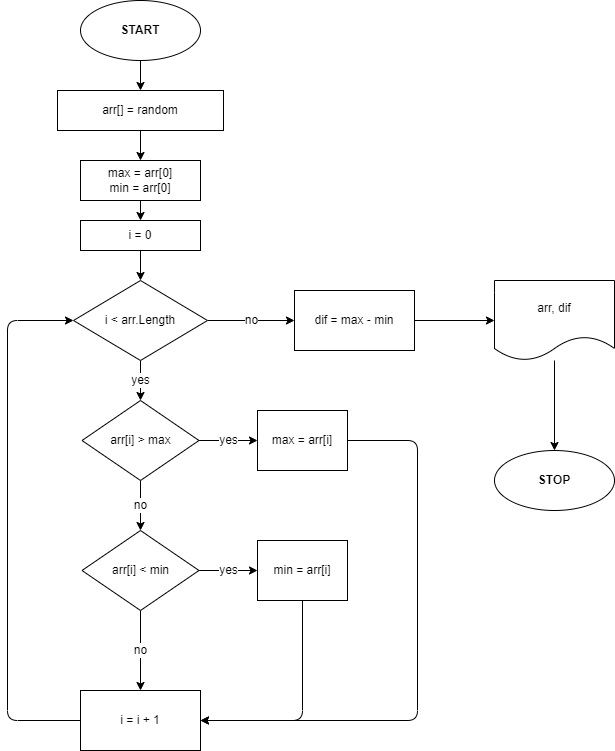 START
arr[] = random
max = arr[0]
min = arr[0]
i = 0
i < arr.Length
no
dif = max - min
arr, dif
yes
arr[i] > max
yes
max = arr[i]
STOP
no
arr[i] < min
yes
min = arr[i]
no
i = i + 1